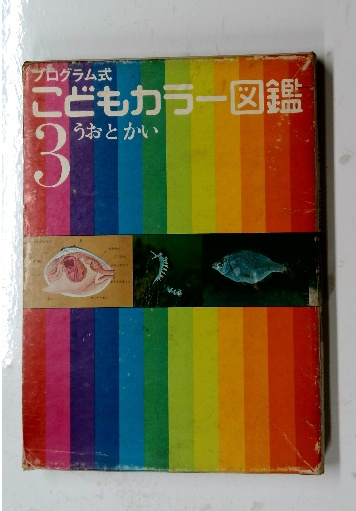 プログラム式
こどもカラー図鑑
3 うおとかい